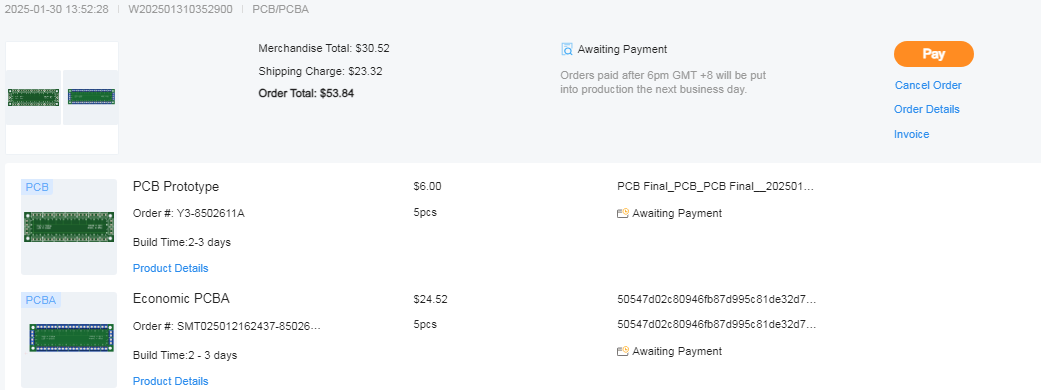 2025-01-30 13:52:28 | W202501310352900 | PCB/PCBA
Merchandise Total: $30.52
Shipping Charge: $23.32
Order Total: $53.84
Awaiting Payment
Orders paid after 6pm GMT +8 will be put
into production the next business day.
Pay
Cancel Order
Order Details
Invoice
PCB
PCB Prototype
$6.00
PCB Final_PCB_PCB Final__202501...
Order #: Y3-8502611A
5pcs
Awaiting Payment
Build Time:2-3 days
Product Details
PCBA
Economic PCBA
$24.52
50547d02c80946fb87d995c81de32d7...
Order #: SMT025012162437-85026...
5pcs
50547d02c80946fb87d995c81de32d7...
Build Time:2 - 3 days
Awaiting Payment
Product Details